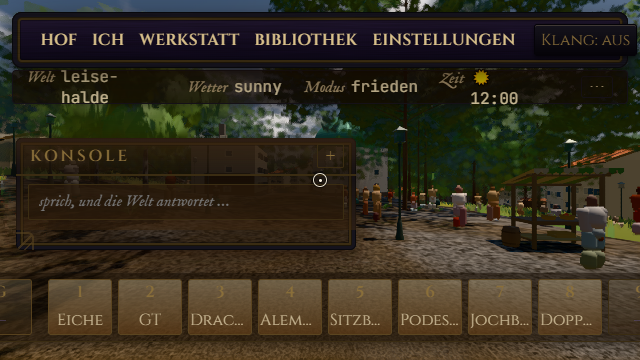 HOF ICH WERKSTATT BIBLIOTHEK EINSTELLUNGEN KLANG: AUS
Welt leise-halde Wetter sunny Modus frieden Zeit 12:00 ...
KONSOLE +
sprich, und die Welt antwortet ...
1 2 3 4 5 6 7 8
EICHE GT DRAC... ALEM... SITZB... PODES... JOCHB... DOPP...